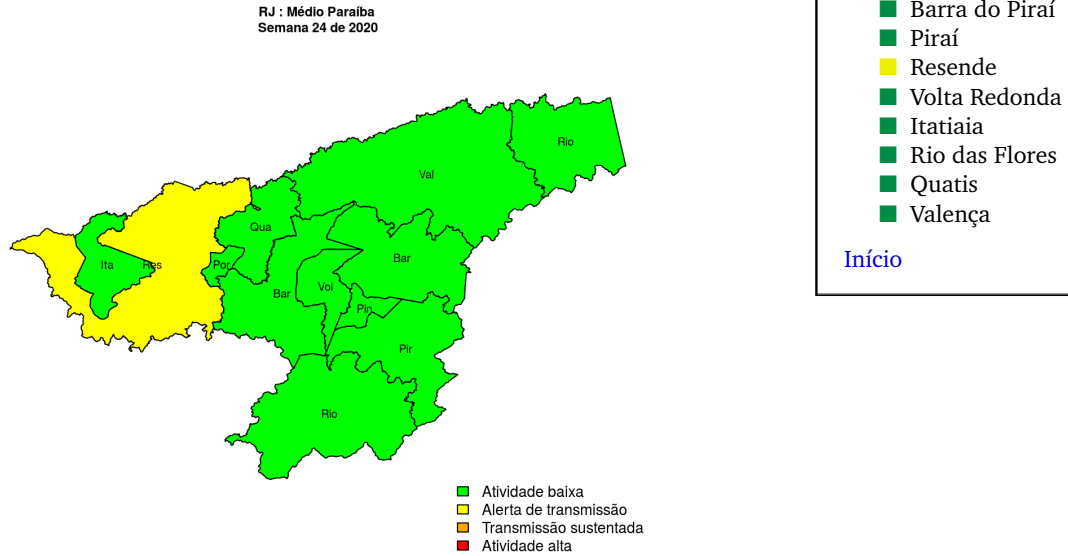 RJ : Médio Paraíba
Semana 24 de 2020
Rio
Val
Qua
Bar
Ita
Res
Por
Bar
Vol
Pin
Pir
Rio
Atividade baixa
Alerta de transmissão
Transmissão sustentada
Atividade alta
Barra do Piraí
Piraí
Resende
Volta Redonda
Itatiaia
Rio das Flores
Quatis
Valença
Início